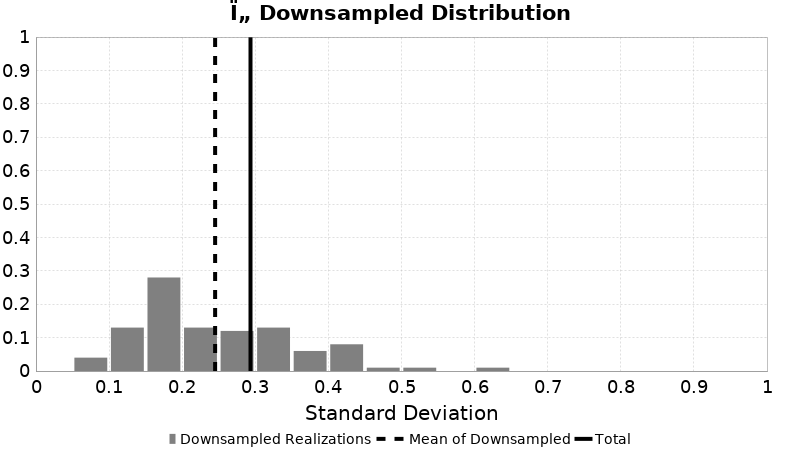 Ï„ Downsampled Distribution
1
0.9
0.8
0.7
0.6
0.5
0.4
0.3
0.2
0.1
0
0 0.1 0.2 0.3 0.4 0.5 0.6 0.7 0.8 0.9 1
Standard Deviation
Downsampled Realizations Mean of Downsampled Total